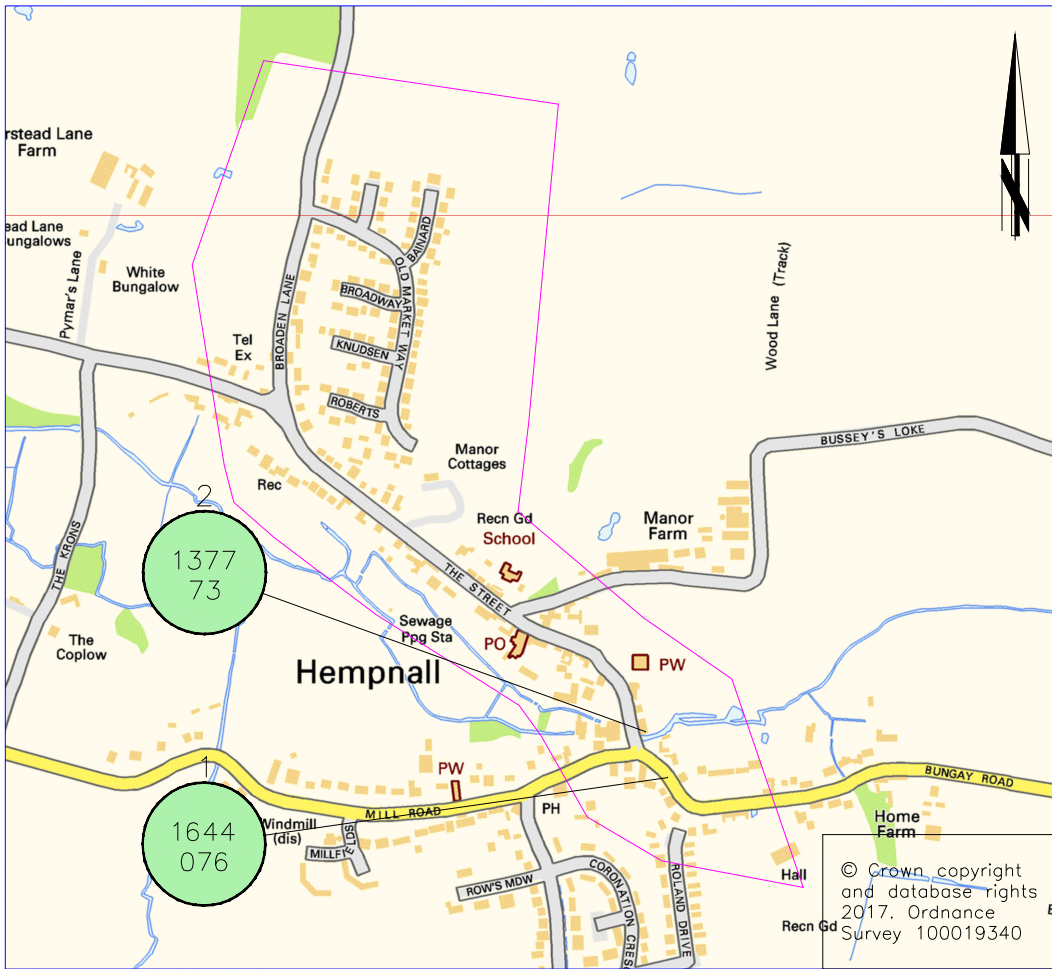 rstead Lane
Farm
ead Lane
ungalows
Pymar's Lane
White
Bungalow
Tel
Ex
BROADEN LANE
BAINARD
OLD MARKET WAY
BROADWAY
KNUDSEN
ROBERTS
Wood Lane (Track)
N
BUSSEY'S LOKE
Manor
Cottages
Rec
2
1377
73
Recn Gd
School
Manor
Farm
THE KRONS
THE STREET
The
Coplow
Sewage
Ppg Sta
PO
PW
Hempnall
1
1644
076
PW
MILL ROAD
BUNGAY ROAD
Windmill
(dis)
MILLFIELDS
PH
Home
Farm
ROW'S MDW
CORONATION CRESC
ROLAND DRIVE
Hall
Recn Gd
© Crown copyright
and database rights
2017. Ordnance
Survey 100019340